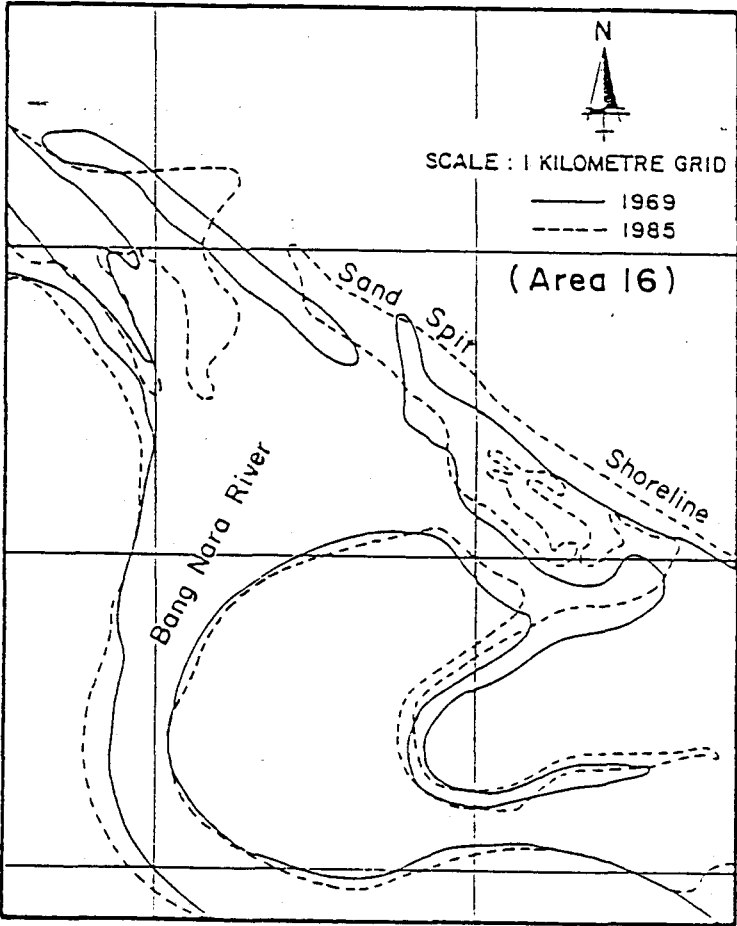 N
SCALE : 1 KILOMETRE GRID
1969
1985
(Area 16)
Sand Spit
Shoreline
Bang Nara River